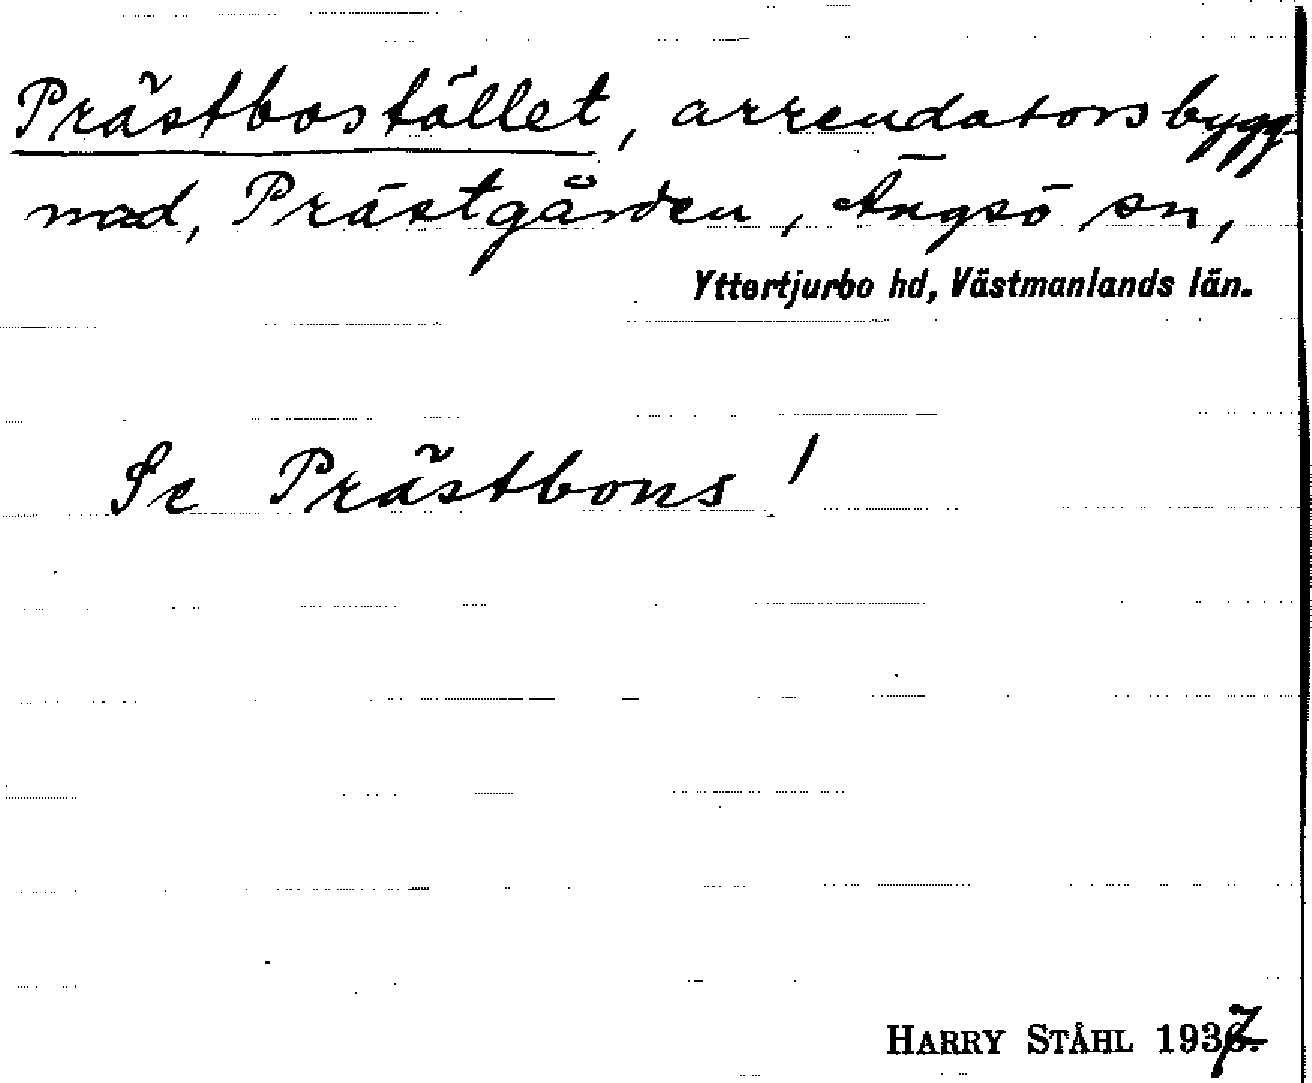 Prästbostället, arrendatorsbygg
nad, Prästgården, Ängsö sn,
Yttertjurbo hd, Västmanlands län.
Se Prästbons!
HARRY STÅHL 1937.